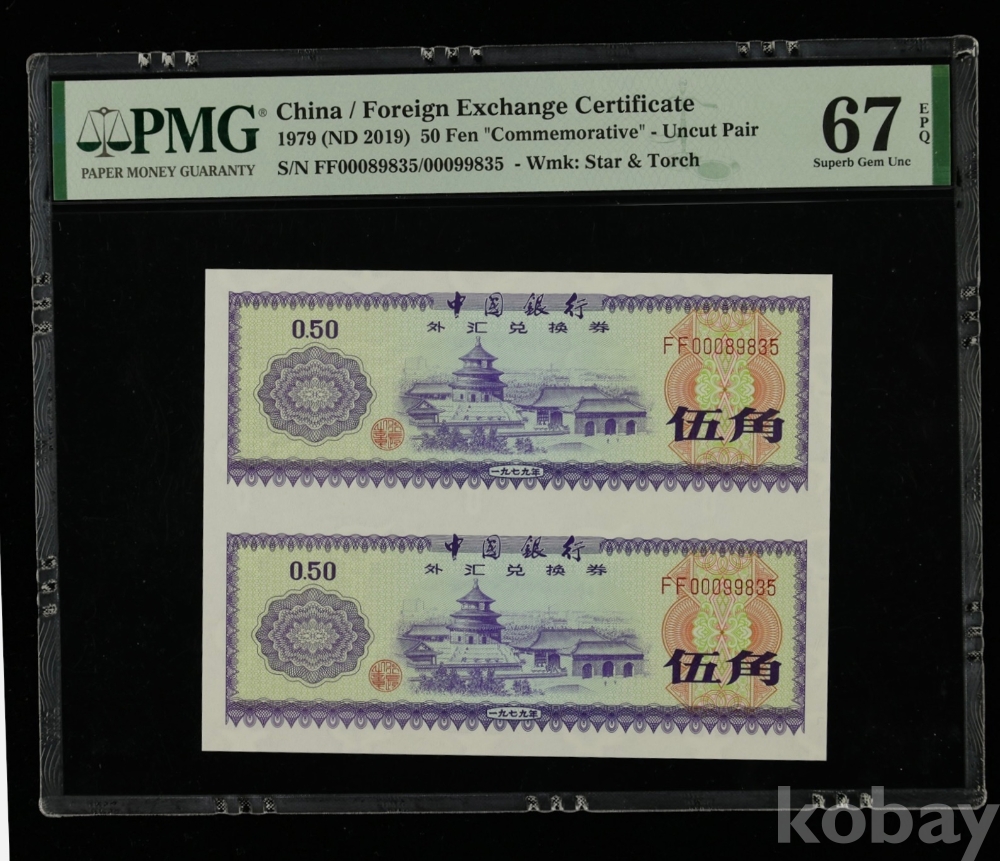 PMG®
PAPER MONEY GUARANTY
China / Foreign Exchange Certificate
1979 (ND 2019) 50 Fen "Commemorative" - Uncut Pair
S/N FF00089835/00099835 - Wmk: Star & Torch
67
EPQ
Superb Gem Unc
中国銀行
0.50
外汇兑换券
FF00089835
伍角
一九七九年
中国銀行
0.50
外汇兑换券
FF00099835
伍角
一九七九年
kobay